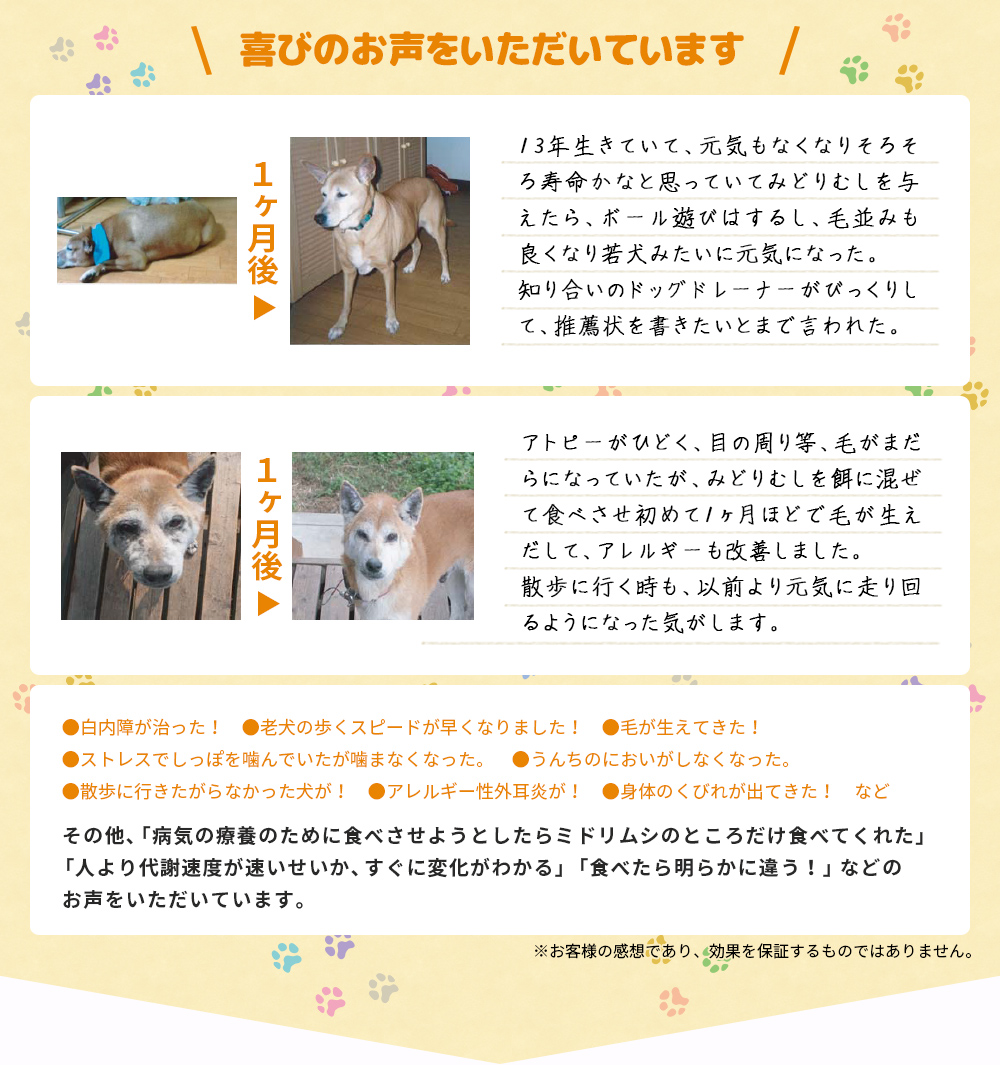 喜びのお声をいただいています
1ヶ月後
13年生きていて、元気もなくなりそろそ
ろ寿命かなと思っていてみどりむしを与
えたら、ボール遊びはするし、毛並みも
良くなり若犬みたいに元気になった。
知り合いのドッグドレーナーがびっくりし
て、推薦状を書きたいとまで言われた。
1ヶ月後
アトピーがひどく、目の周り等、毛がまだ
らになっていたが、みどりむしを餌に混ぜ
て食べさせ初めて1ヶ月ほどで毛が生え
だして、アレルギーも改善しました。
散歩に行く時も、以前より元気に走り回
るようになった気がします。
●白内障が治った！ ●老犬の歩くスピードが早くなりました！ ●毛が生えてきた！
●ストレスでしっぽを噛んでいたが噛まなくなった。 ●うんちのにおいがしなくなった。
●散歩に行きたがらなかった犬が！ ●アレルギー性外耳炎が！ ●身体のくびれが出てきた！ など
その他、「病気の療養のために食べさせようとしたらミドリムシのところだけ食べてくれた」
「人より代謝速度が速いせいか、すぐに変化がわかる」「食べたら明らかに違う！」などの
お声をいただいています。
※お客様の感想であり、効果を保証するものではありません。